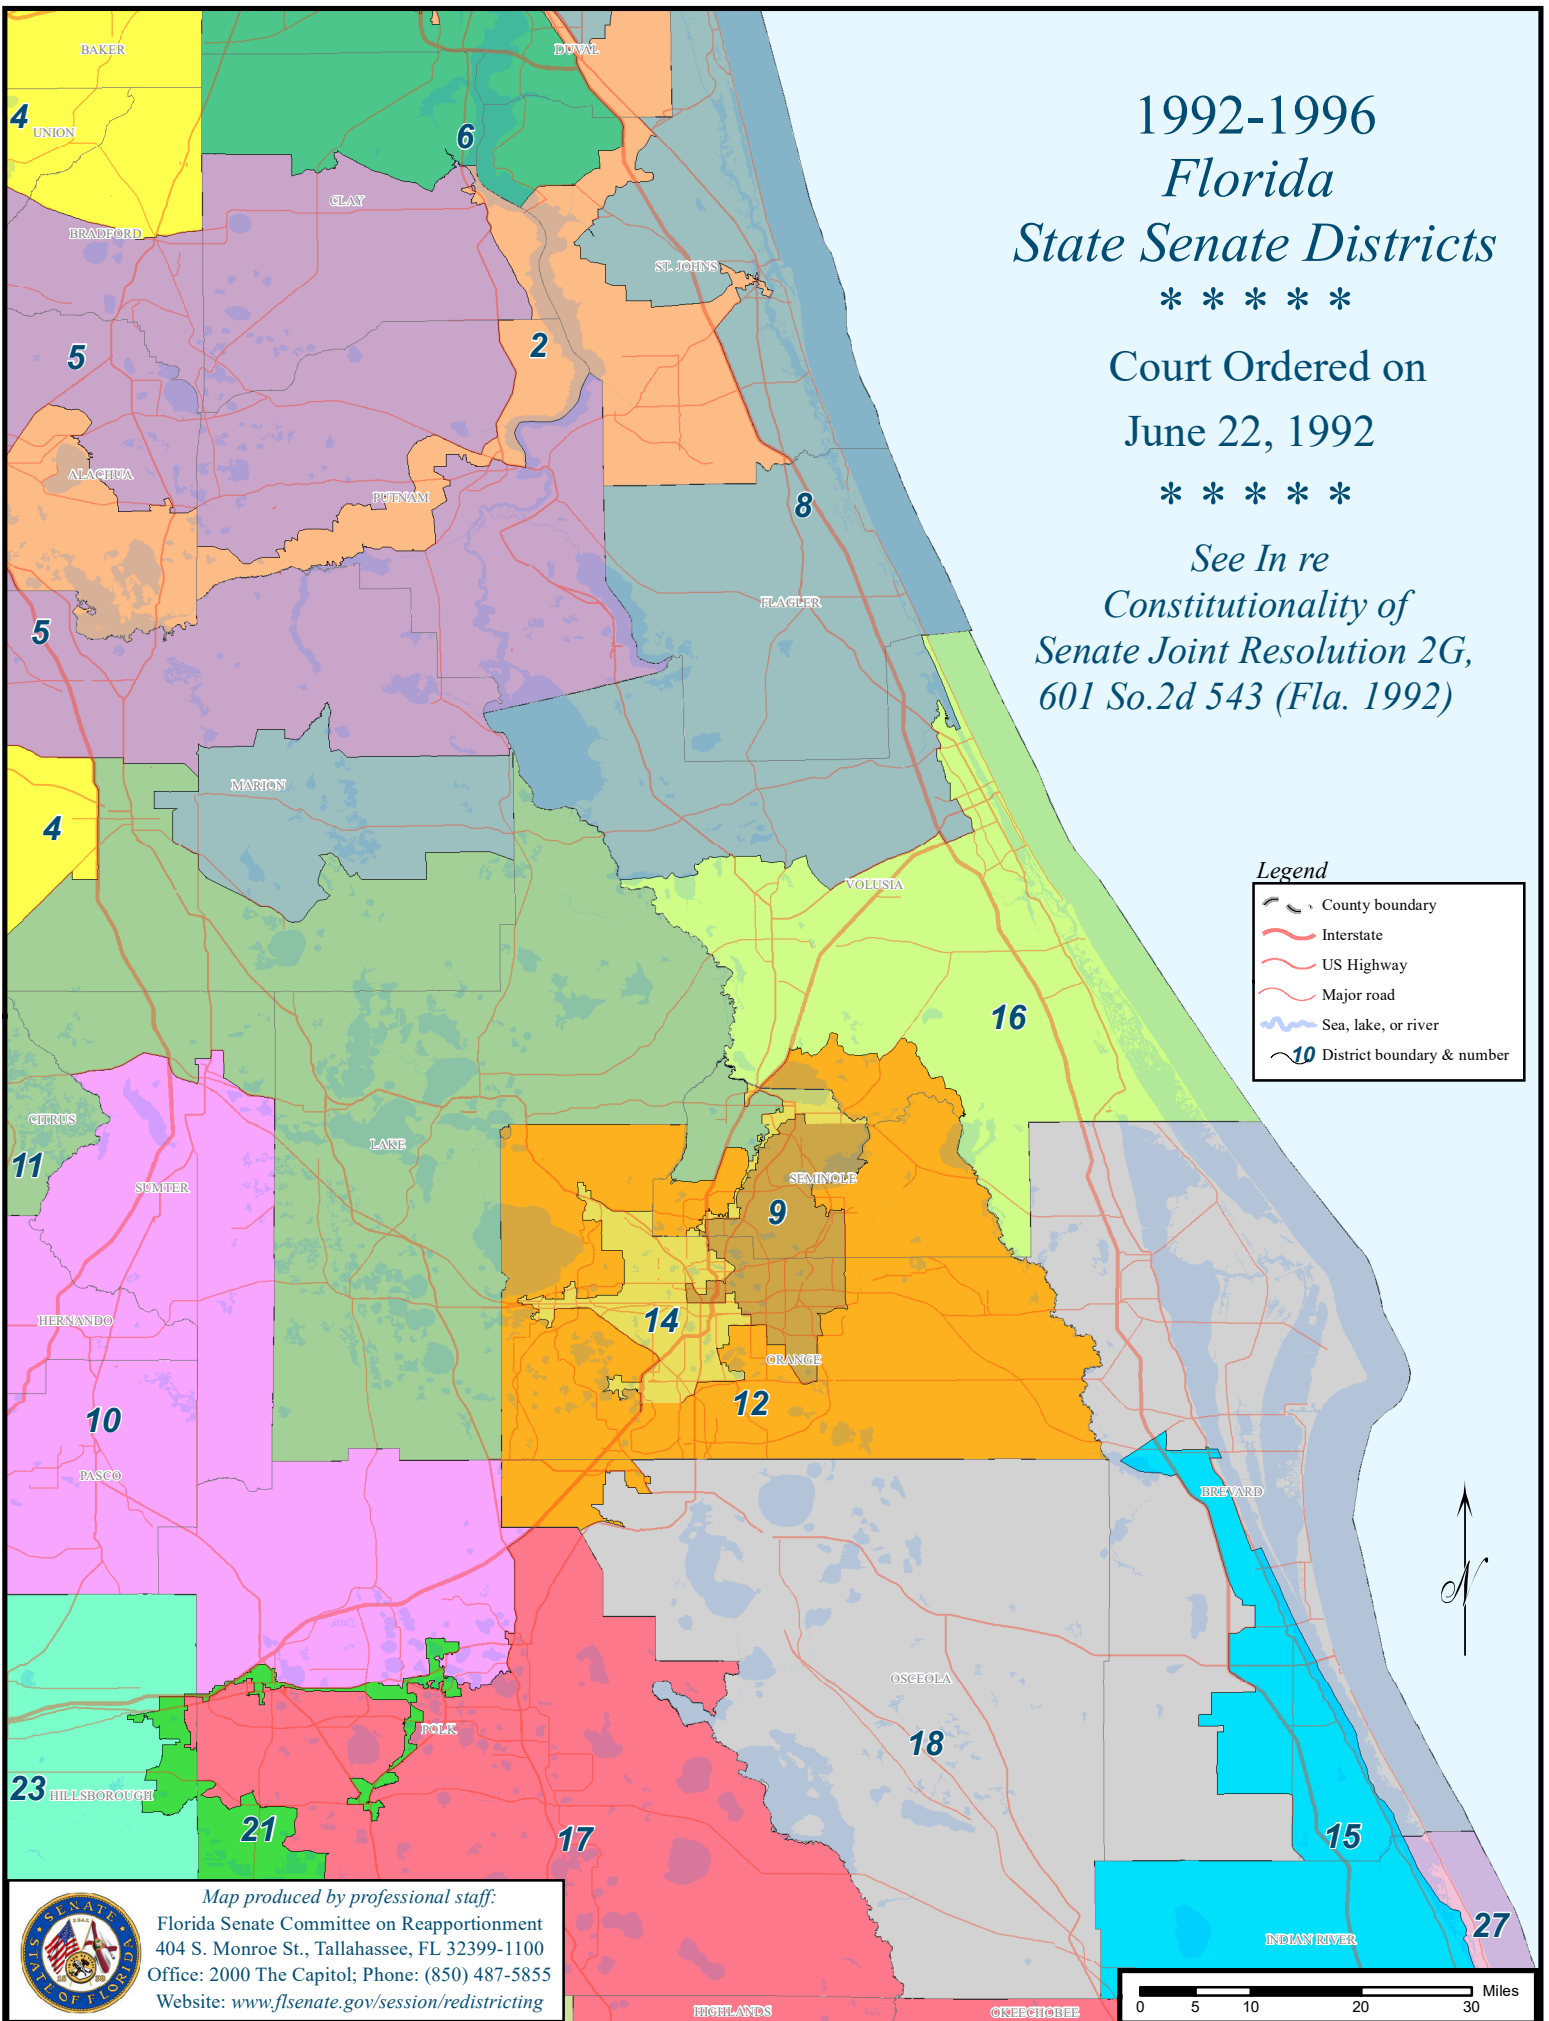 1992-1996
Florida
State Senate Districts
* * * * *
Court Ordered on
June 22, 1992
* * * * *
See In re
Constitutionality of
Senate Joint Resolution 2G,
601 So.2d 543 (Fla. 1992)
Legend
County boundary
Interstate
US Highway
Major road
Sea, lake, or river
10 District boundary & number
BAKER
DUVAL
4
UNION
6
CLAY
BRADFORD
ST. JOHNS
2
5
ALACHUA
PUTNAM
8
FLAGLER
5
MARION
4
VOLUSIA
16
CITRUS
LAKE
11
SUMTER
SEMINOLE
9
HERNANDO
14
ORANGE
12
10
PASCO
BREVARD
N
OSCEOLA
POLK
18
23
HILLSBOROUGH
21
17
15
27
INDIAN RIVER
HIGHLANDS
OKEECHOBEE
SENATE
STATE OF FLORIDA
Map produced by professional staff:
Florida Senate Committee on Reapportionment
404 S. Monroe St., Tallahassee, FL 32399-1100
Office: 2000 The Capitol; Phone: (850) 487-5855
Website: www.flsenate.gov/session/redistricting
Miles
0 5 10 20 30